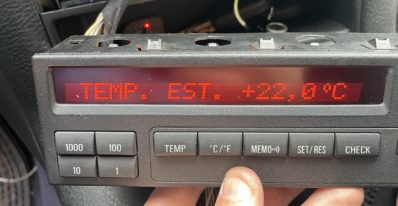 TEMP. EST. +22,0°C
1000 100 TEMP °C/°F MEMO·)) SET/RES CHECK
10 1